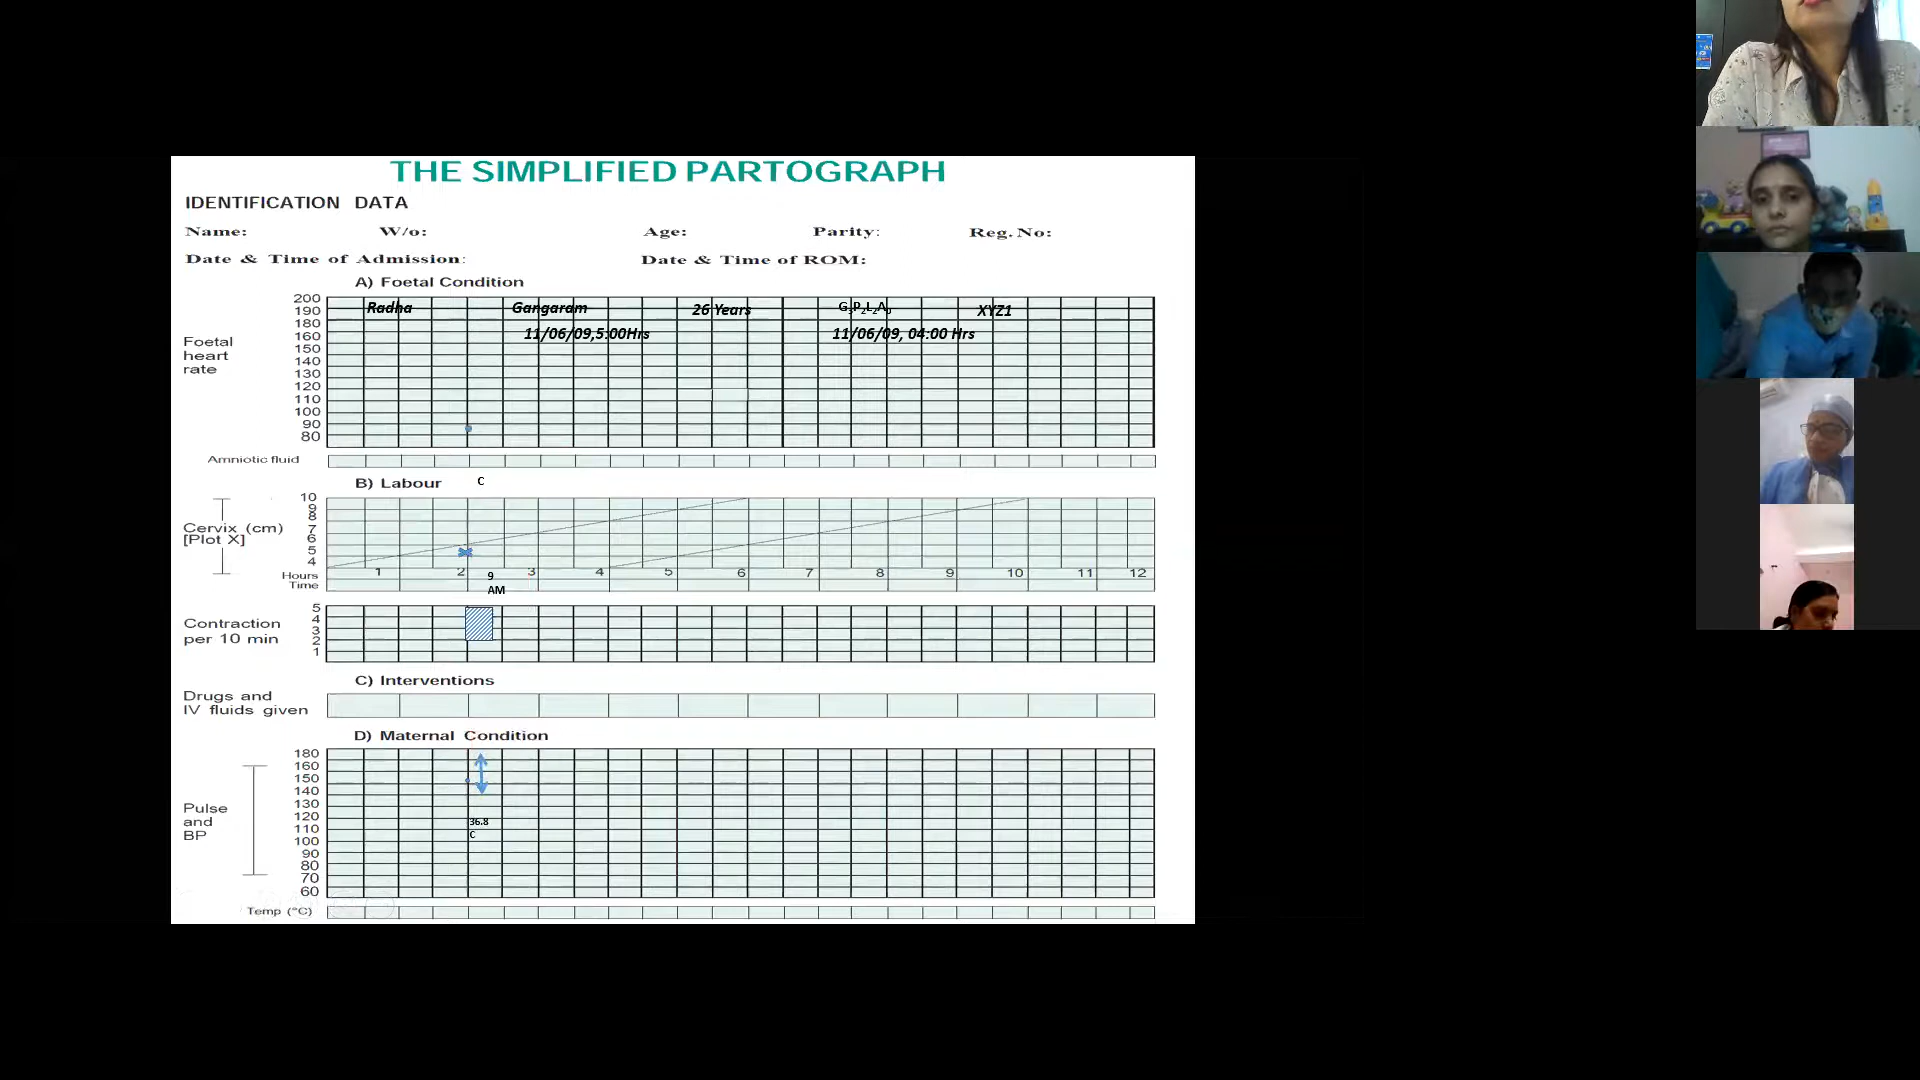 THE SIMPLIFIED PARTOGRAPH
IDENTIFICATION DATA
Name: W/o: Age: Parity: Reg. No:
Date & Time of Admission: Date & Time of ROM:
A) Foetal Condition
Radha Gangaram 26 Years G3P2L2A0 XYZ1
11/06/09,5:00Hrs 11/06/09, 04:00 Hrs
Foetal
heart
rate
200
190
180
160
150
140
130
120
110
100
90
80
Amniotic fluid
B) Labour C
Cervix (cm)
[Plot X]
10
9
8
7
6
5
4
Hours 1 2 3 4 5 6 7 8 9 10 11 12
Time
9
AM
Contraction
per 10 min
5
4
3
2
1
C) Interventions
Drugs and
IV fluids given
D) Maternal Condition
Pulse
and
BP
180
160
150
140
130
120
110
100
90
80
70
60
36.8
C
Temp (°C)